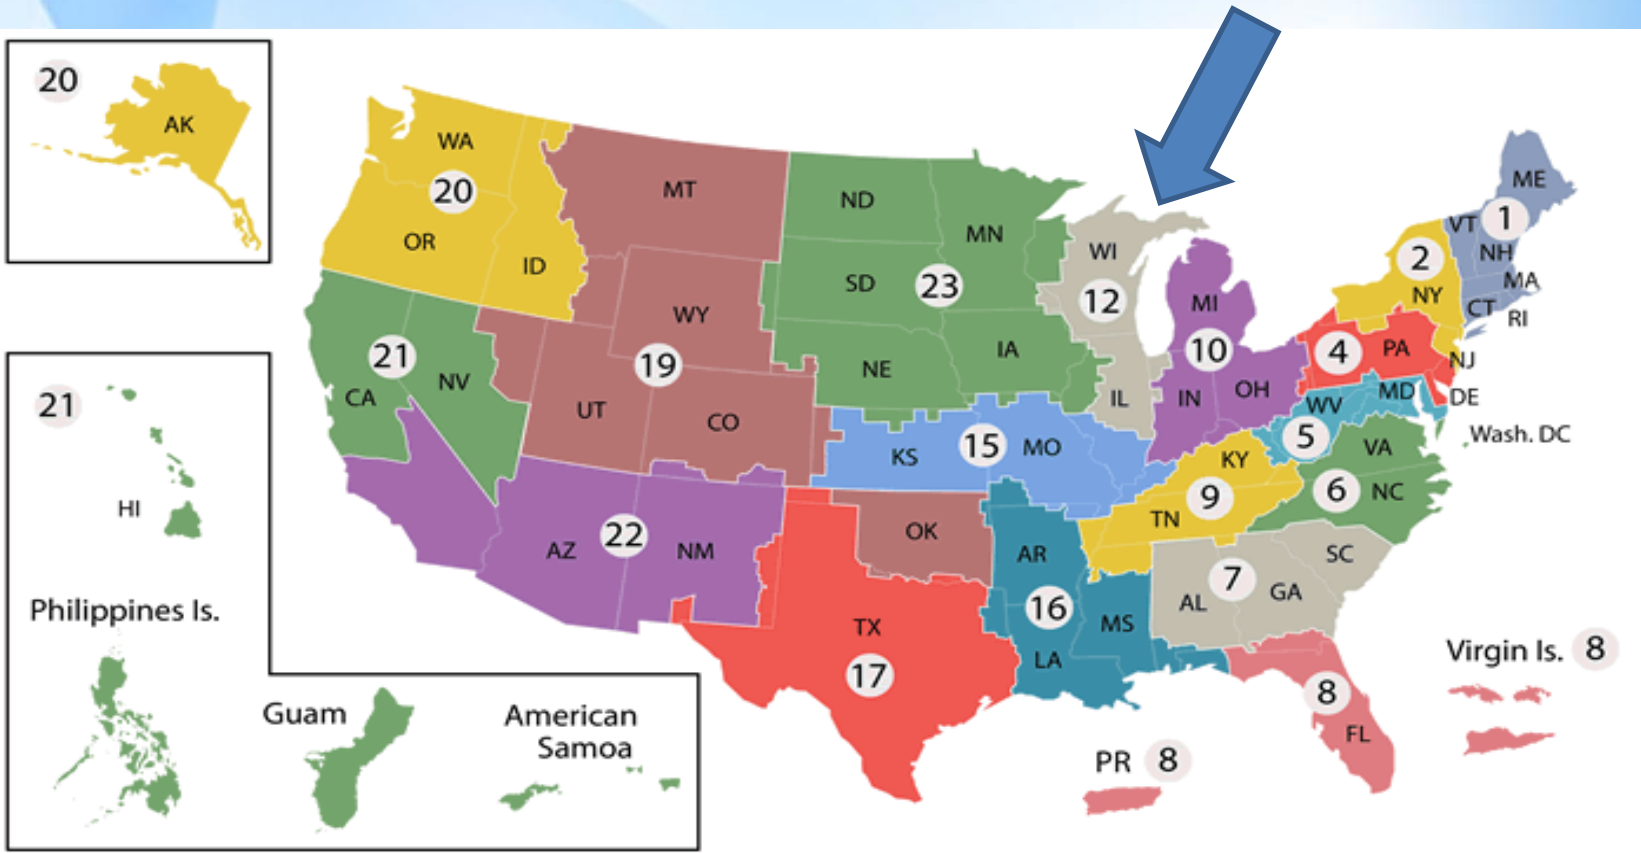 20
AK
WA
20
OR
ID
MT
WY
19
UT
CO
ND
MN
SD
23
NE
IA
WI
12
IL
MI
10
IN
OH
ME
VT
1
NH
MA
CT
RI
2
NY
4
PA
NJ
DE
MD
WV
5
Wash. DC
VA
6
NC
KY
9
TN
21
CA
NV
KS
15
MO
OK
AR
16
MS
LA
AZ
22
NM
TX
17
SC
7
AL
GA
8
FL
21
HI
Philippines Is.
Guam
American
Samoa
PR 8
Virgin Is. 8